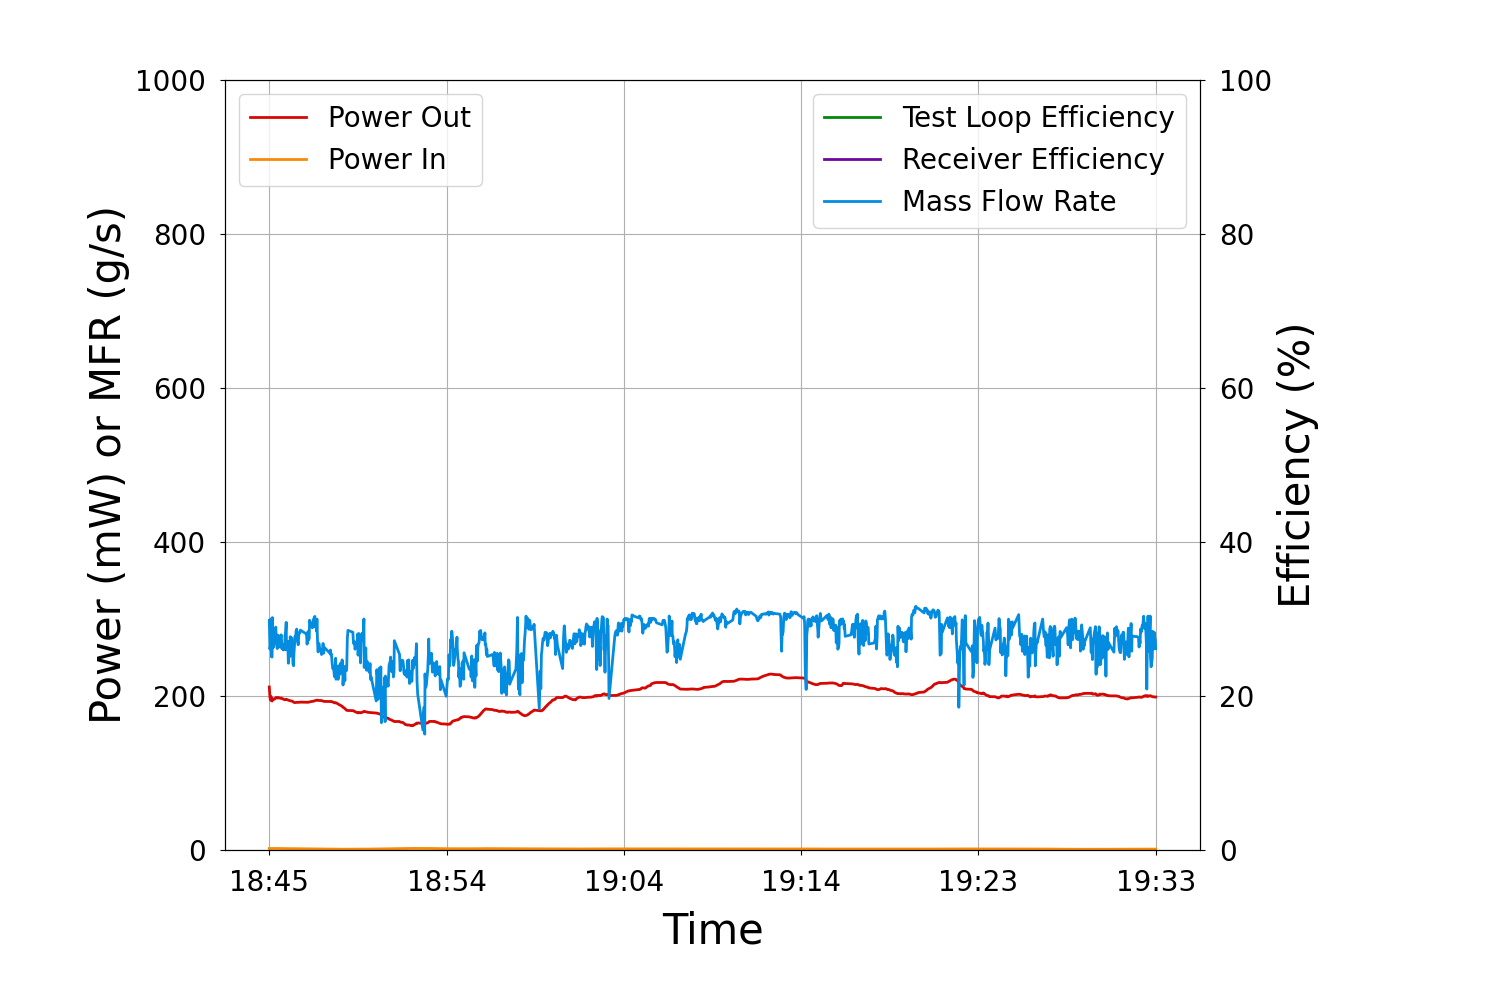 1000
800
600
400
200
0
Power (mW) or MFR (g/s)
Power Out
Power In
Test Loop Efficiency
Receiver Efficiency
Mass Flow Rate
100
80
60
40
20
0
Efficiency (%)
18:45 18:54 19:04 19:14 19:23 19:33
Time